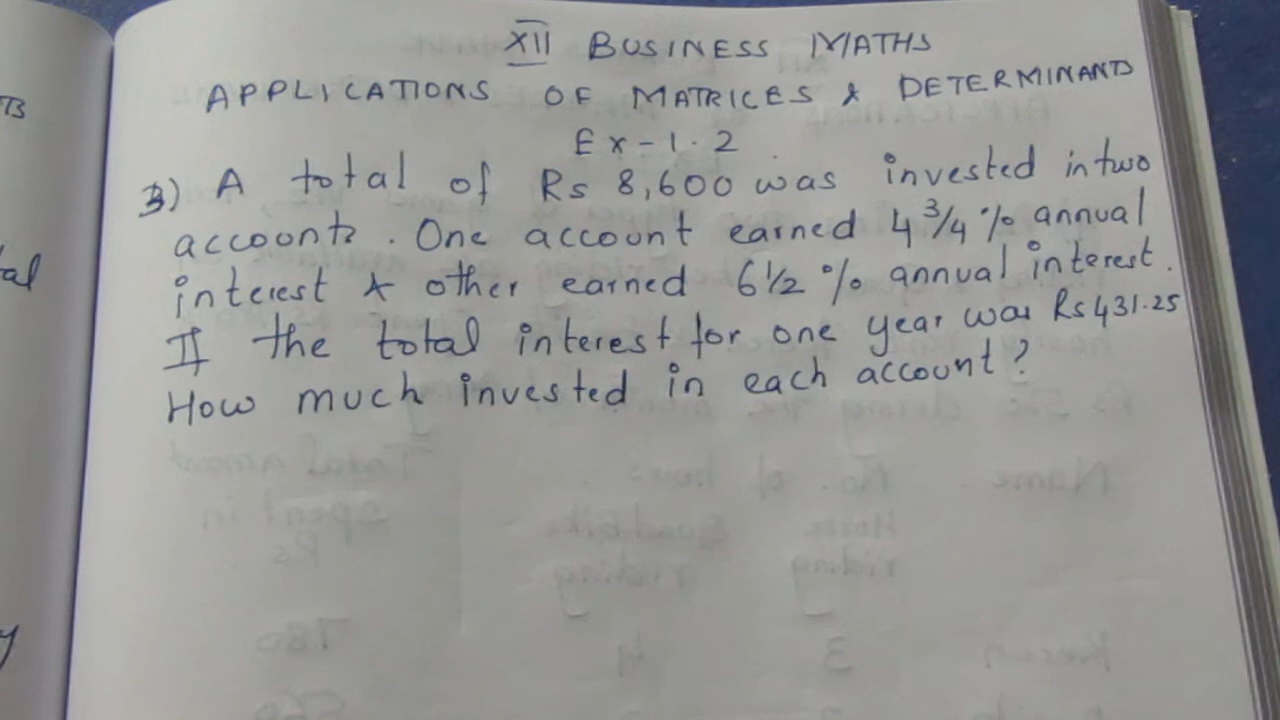 XII BUSINESS MATHS
APPLICATIONS OF MATRICES & DETERMINANTS
Ex-1.2
3) A total of Rs 8,600 was invested in two
accounts. One account earned 4 3/4 % annual
interest & other earned 6 1/2 % annual interest.
If the total interest for one year was Rs 431.25
How much invested in each account?